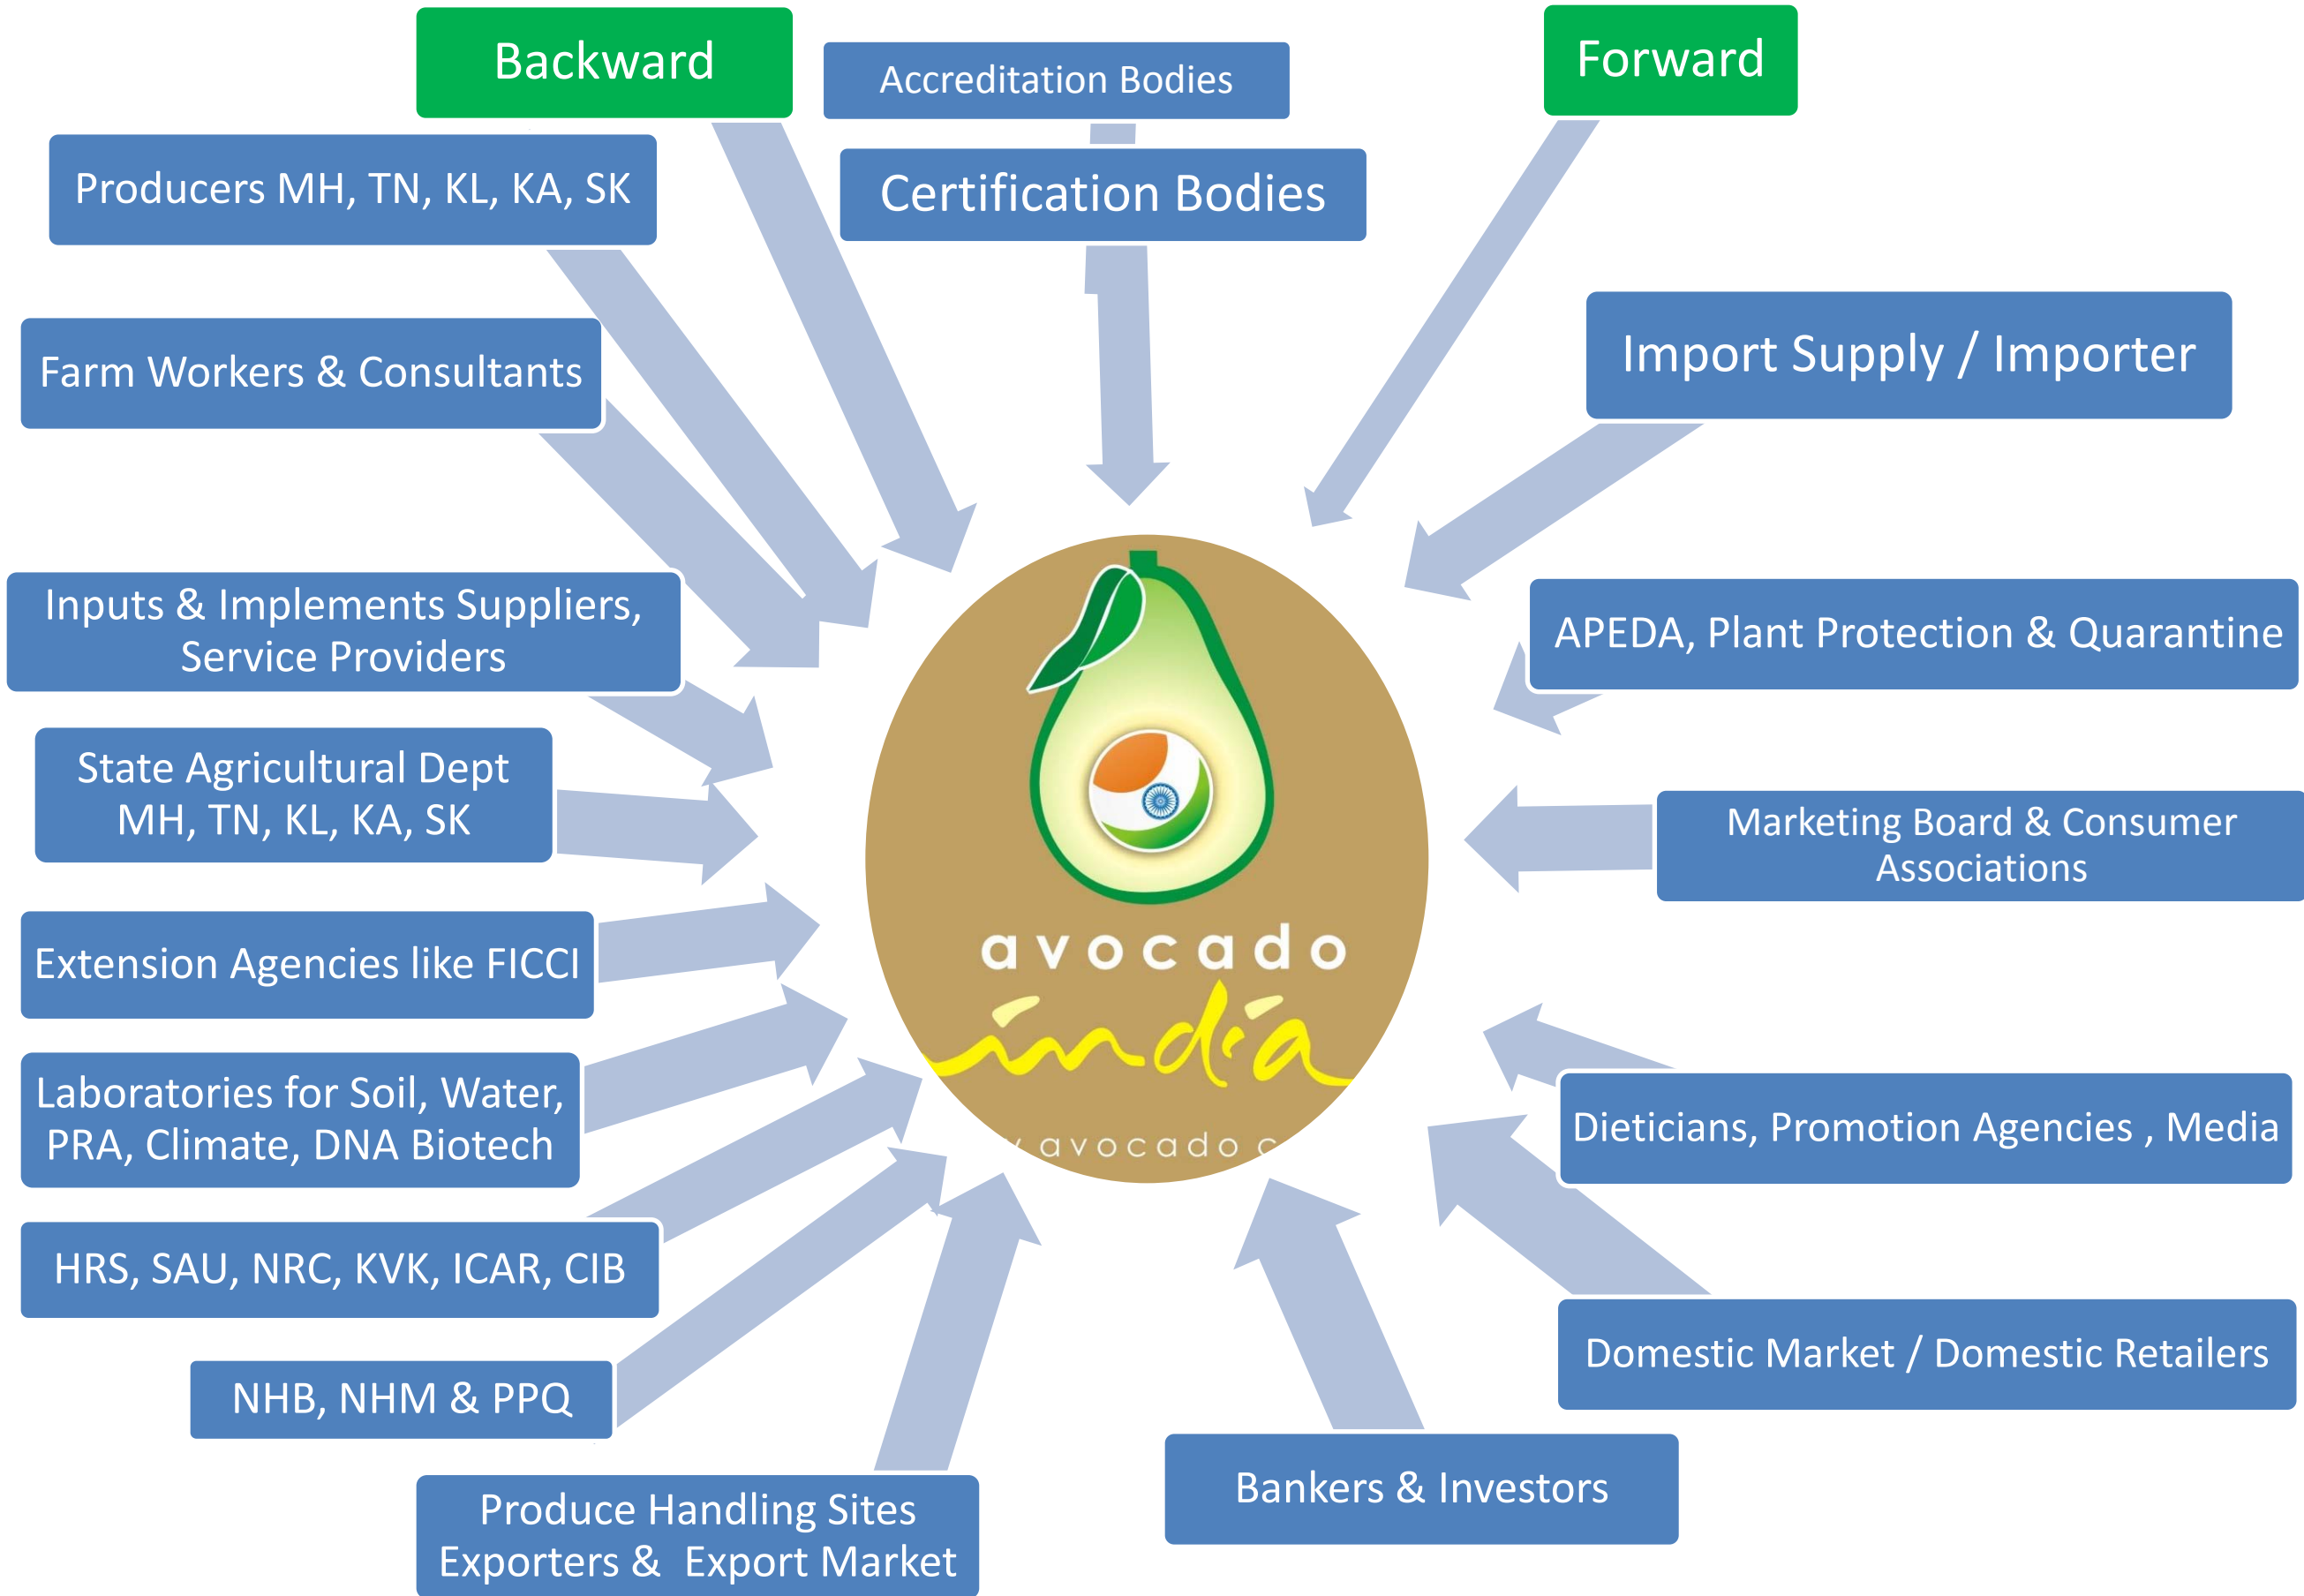 Backward
Accreditation Bodies
Forward
Producers MH, TN, KL, KA, SK
Certification Bodies
Farm Workers & Consultants
Import Supply / Importer
Inputs & Implements Suppliers,
Service Providers
APEDA, Plant Protection & Quarantine
State Agricultural Dept
MH, TN, KL, KA, SK
Marketing Board & Consumer
Associations
Extension Agencies like FICCI
avocado
india
Laboratories for Soil, Water,
PRA, Climate, DNA Biotech
Dieticians, Promotion Agencies , Media
avocado
HRS, SAU, NRC, KVK, ICAR, CIB
Domestic Market / Domestic Retailers
NHB, NHM & PPQ
Bankers & Investors
Produce Handling Sites
Exporters & Export Market